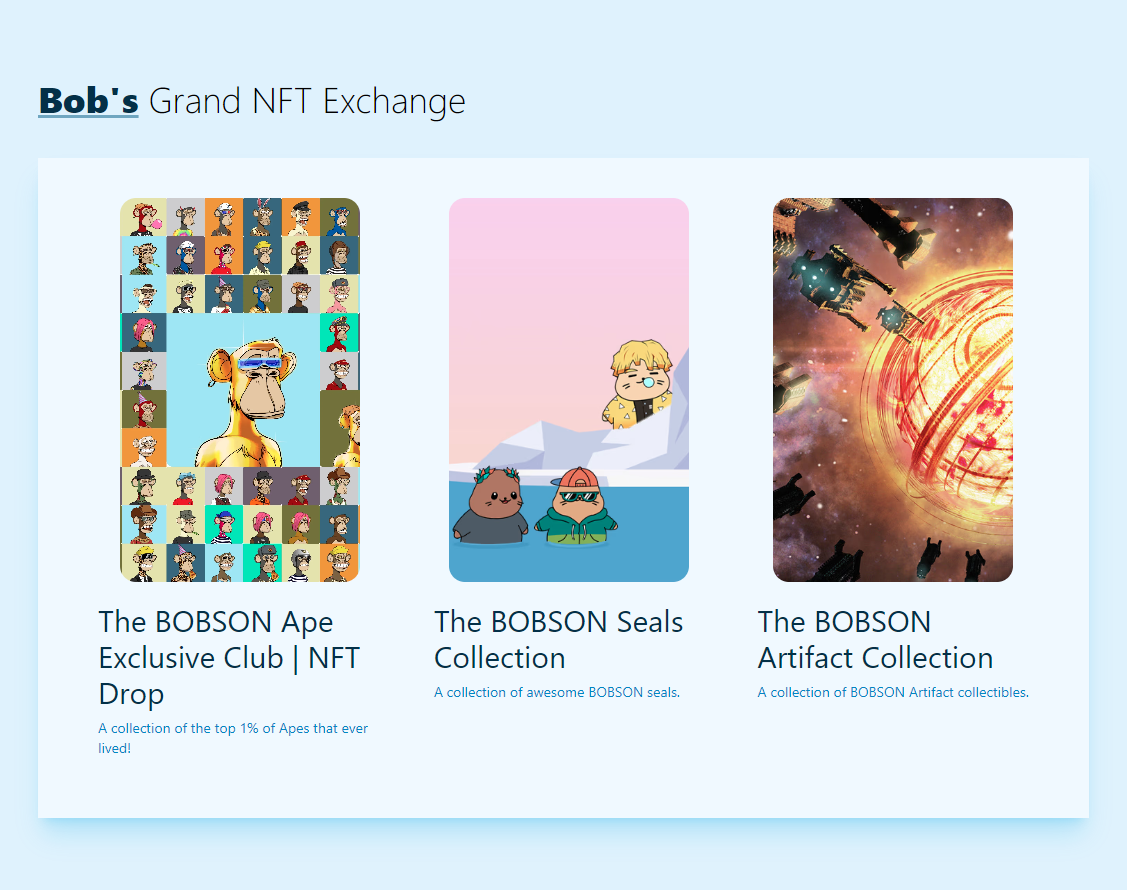 Bob's Grand NFT Exchange
The BOBSON Ape
Exclusive Club | NFT
Drop
A collection of the top 1% of Apes that ever
lived!
The BOBSON Seals
Collection
A collection of awesome BOBSON seals.
The BOBSON
Artifact Collection
A collection of BOBSON Artifact collectibles.